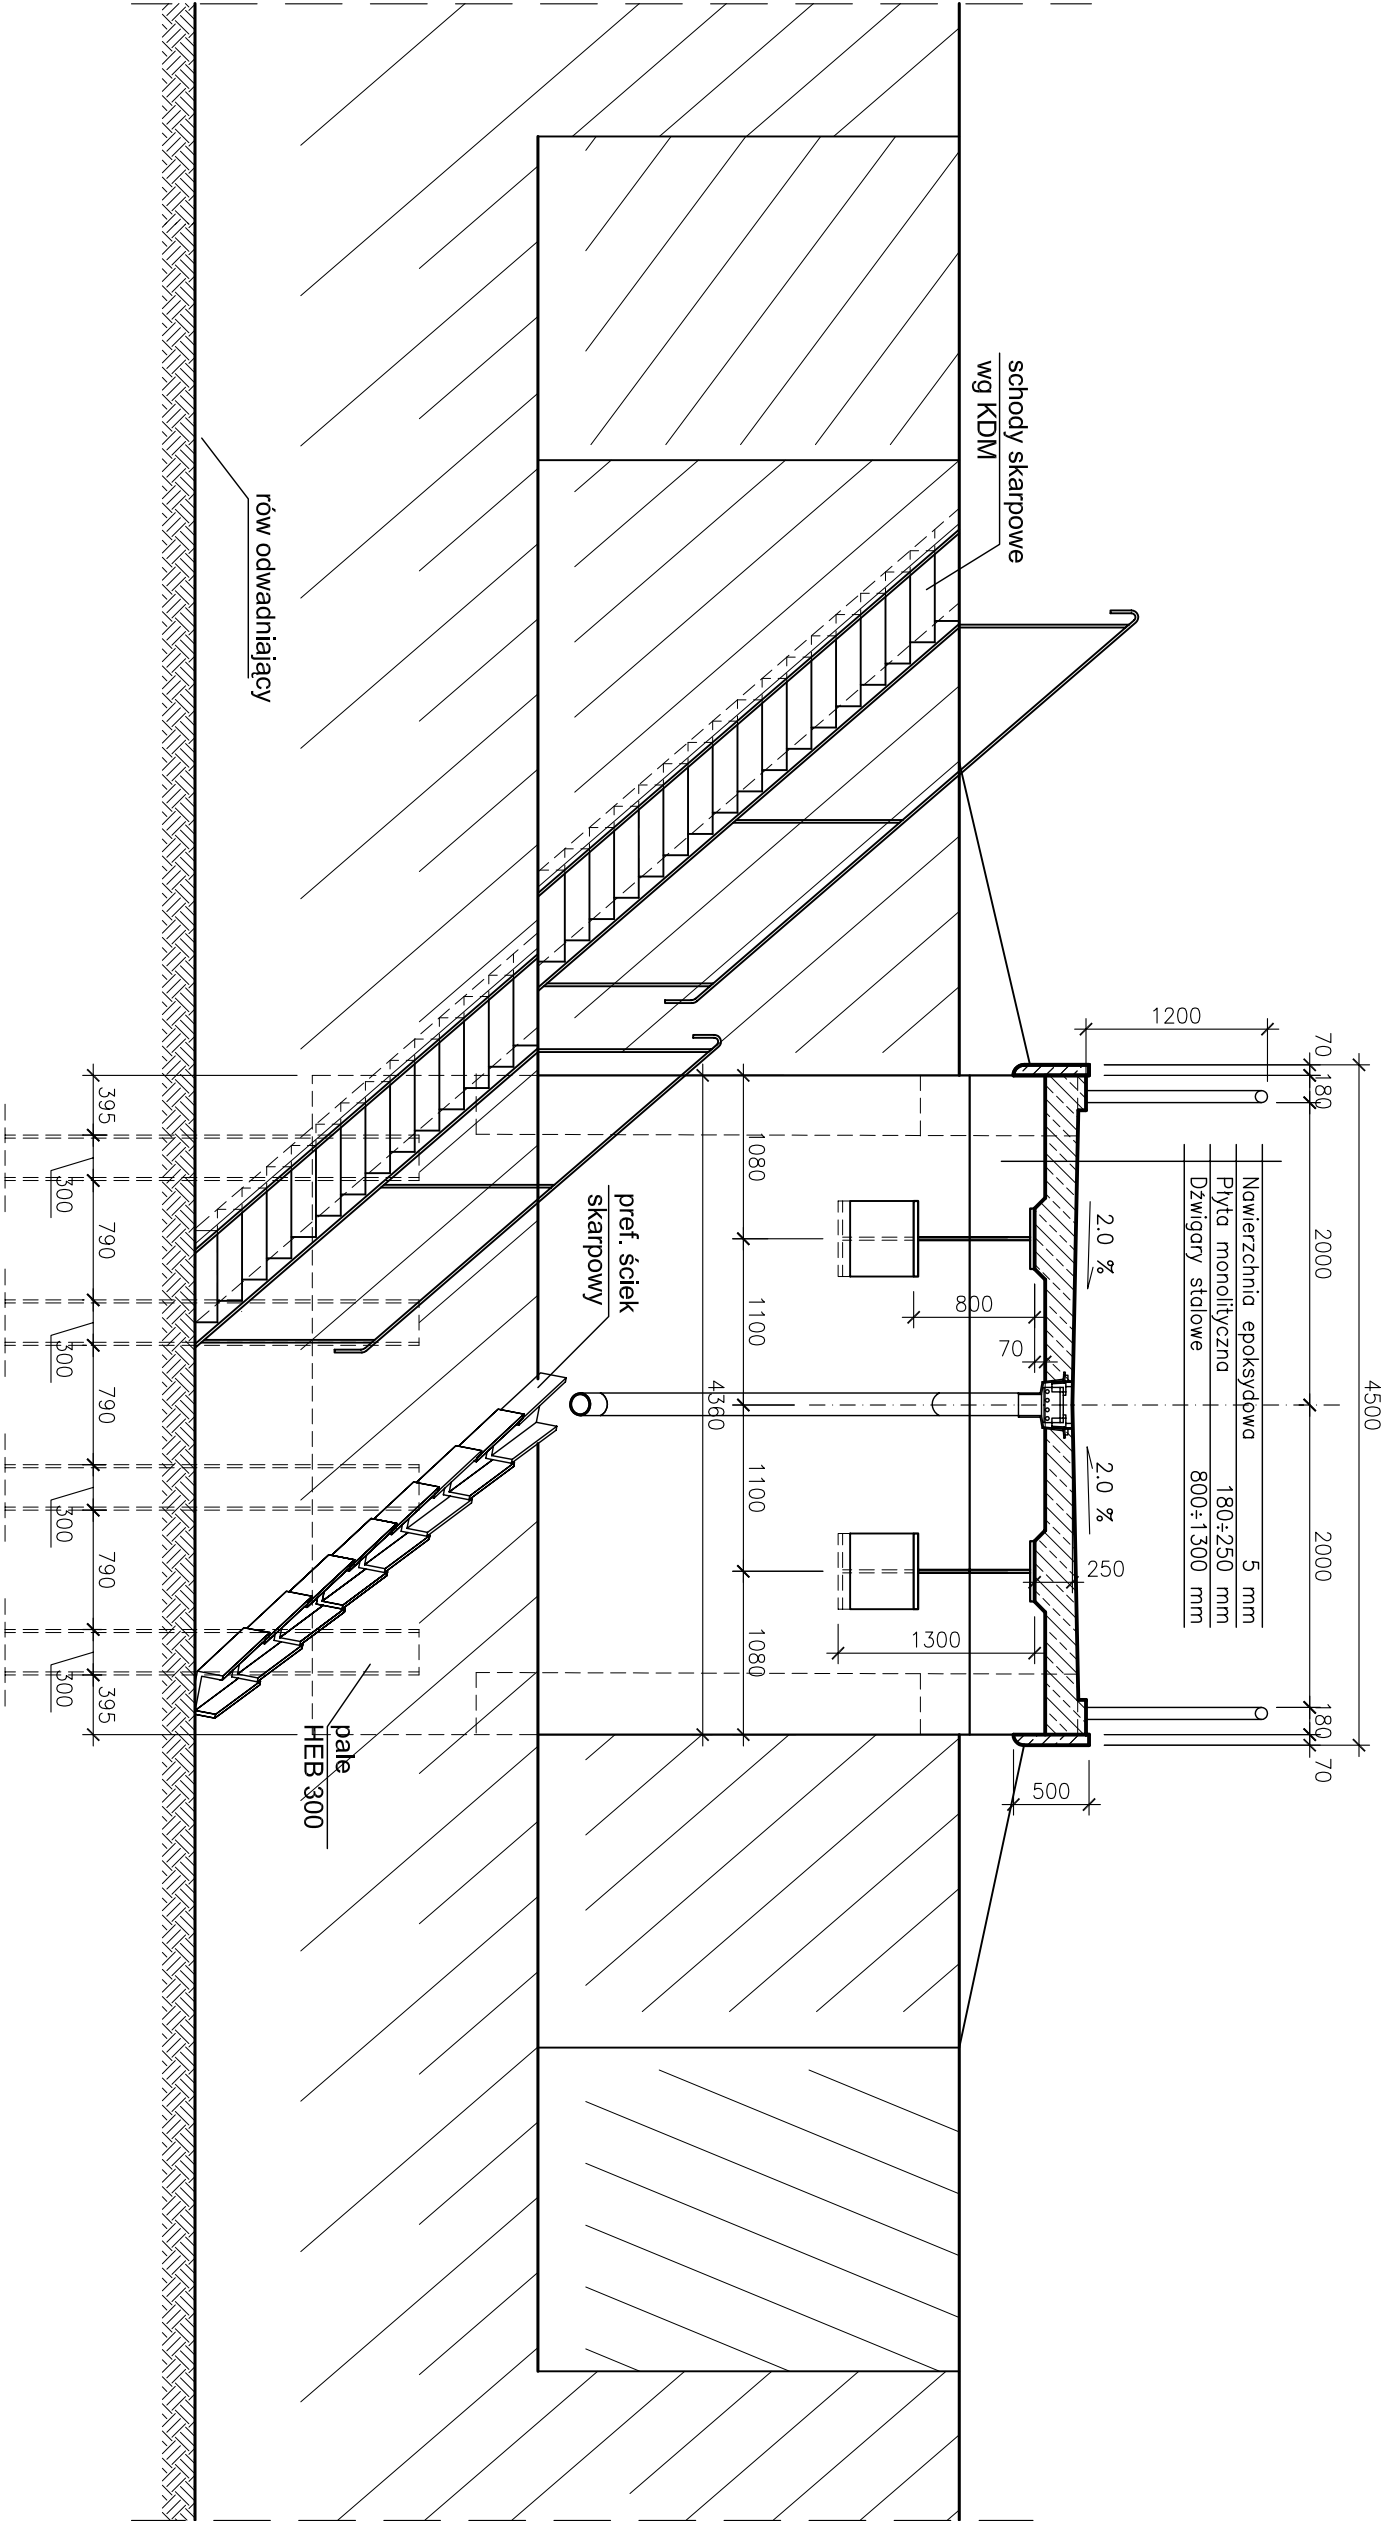 4500
70
180
2000
2000
180
70
1200
Nawierzchnia epoksydowa 5 mm
Płyta monolityczna 180÷250 mm
Dźwigary stalowe 800÷1300 mm
2.0 %
2.0 %
250
500
70
800
1300
schody skarpowe
wg KDM
1080
1100
1100
1080
4360
pref. ściek
skarpowy
pale
HEB 300
rów odwadniający
395
790
790
790
395
300
300
300
300